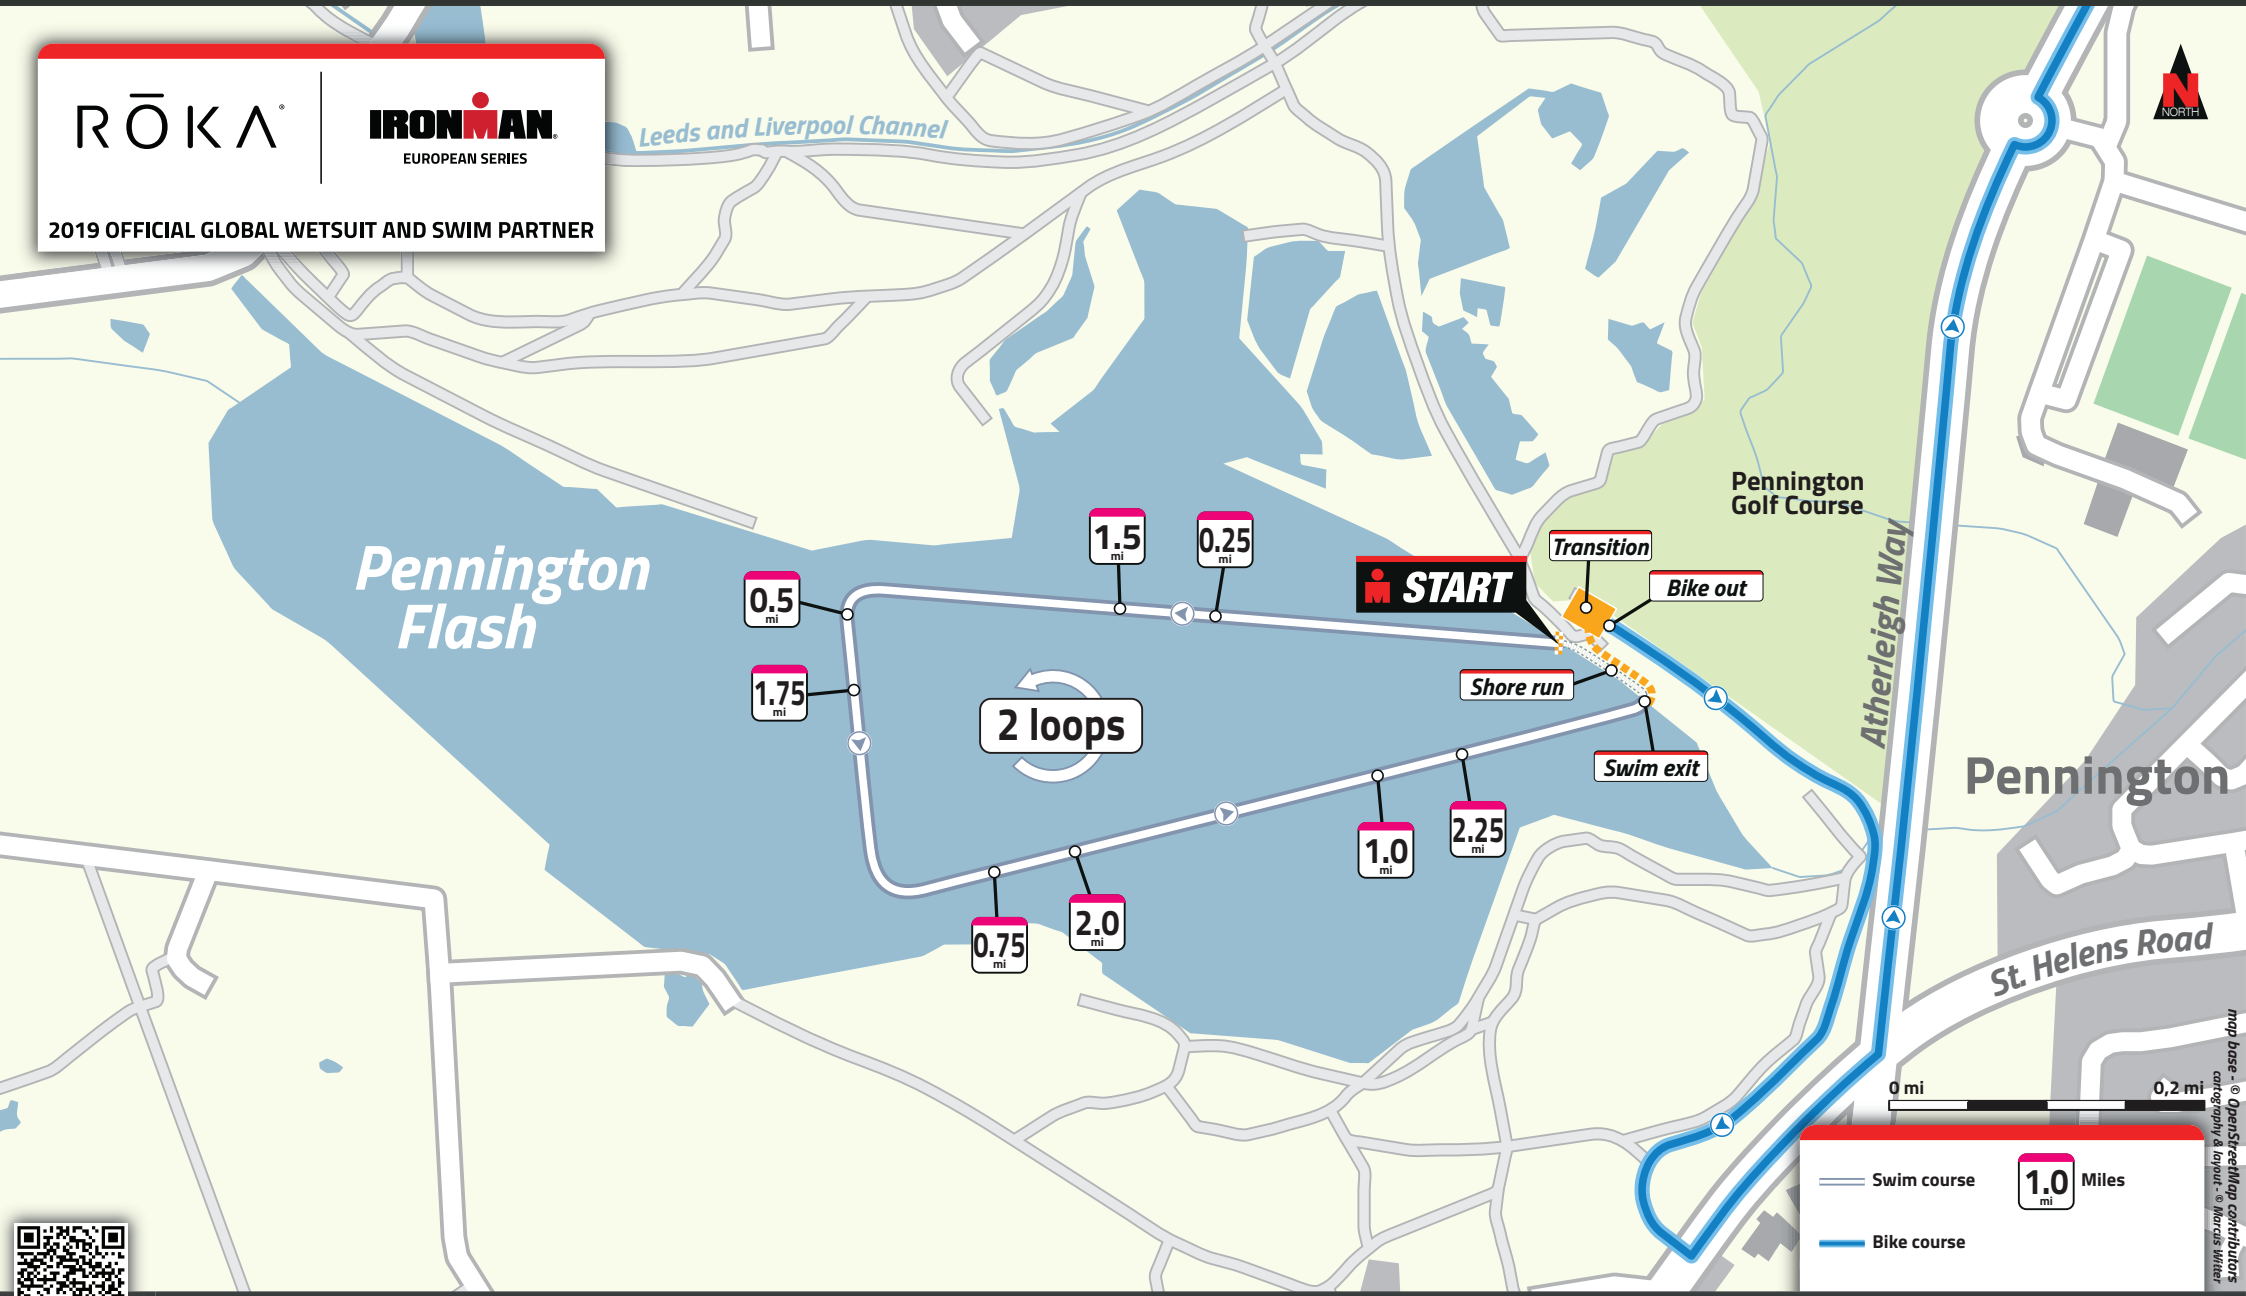 RŌKA®
IRONMAN®
EUROPEAN SERIES
2019 OFFICIAL GLOBAL WETSUIT AND SWIM PARTNER
Leeds and Liverpool Channel
N
NORTH
Pennington
Golf Course
Atherleigh Way
Pennington
Flash
1.5
mi
0.25
mi
START
Transition
Bike out
0.5
mi
1.75
mi
2 loops
Shore run
Swim exit
Pennington
1.0
mi
2.25
mi
0.75
mi
2.0
mi
St. Helens Road
0 mi
0,2 mi
Swim course
1.0
mi
Miles
Bike course
map base - © OpenStreetMap contributors
cartography & layout - © Marcus Witter